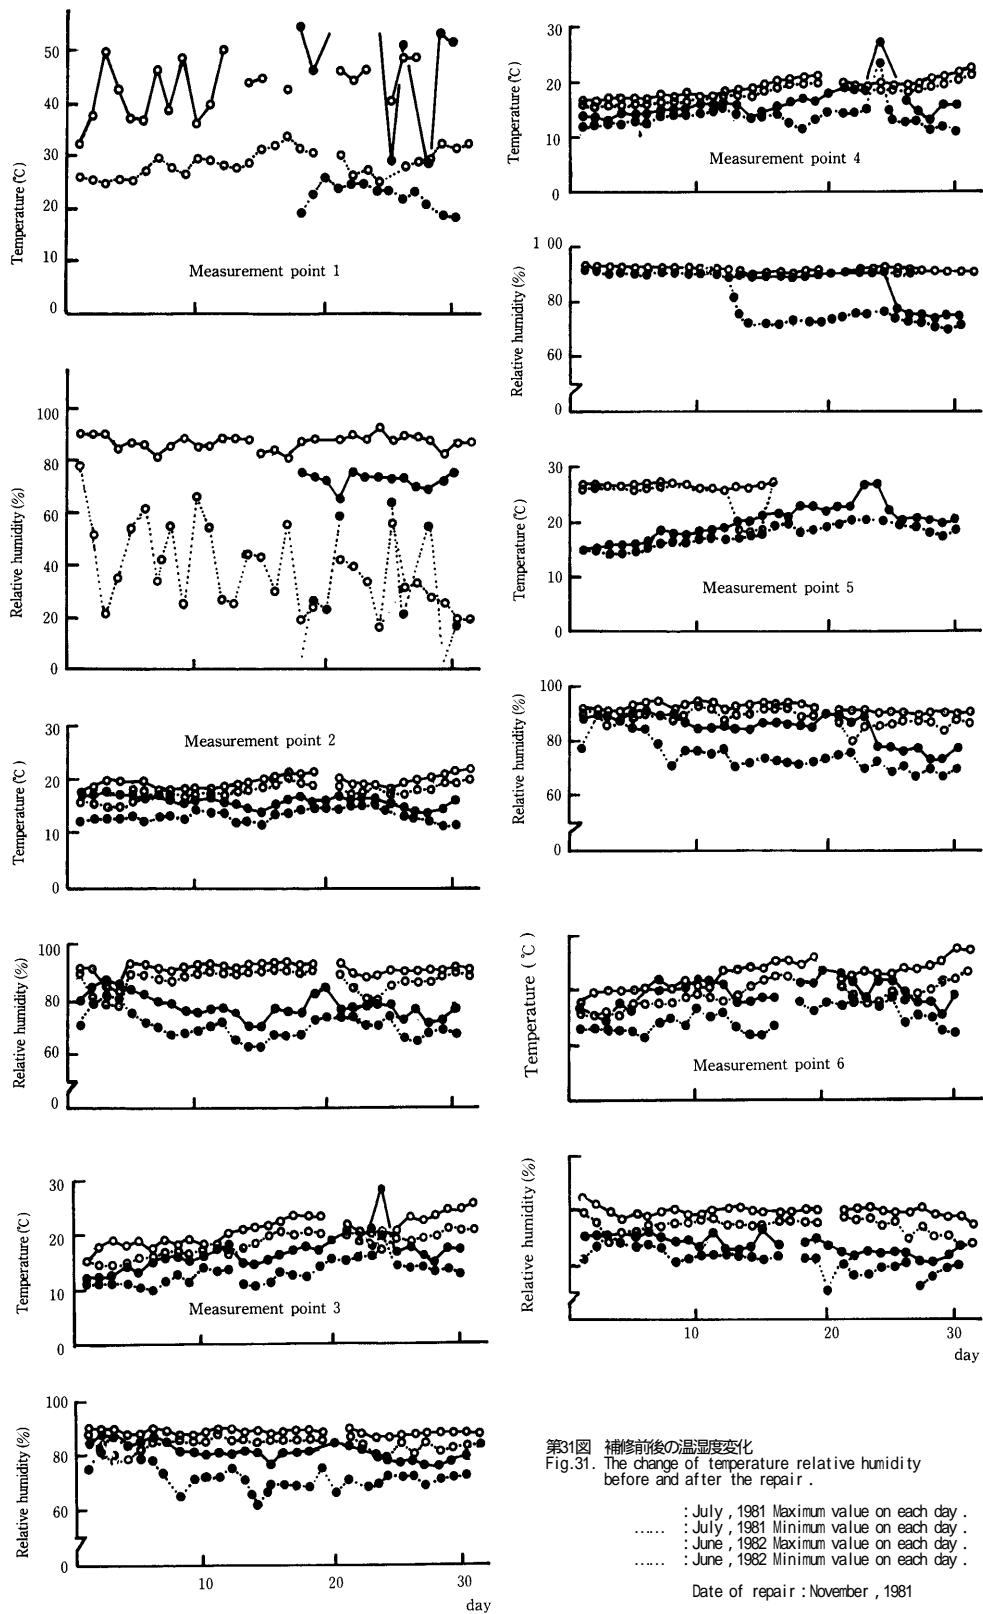 50
40
30
20
10
0
Temperature (℃)
Measurement point 1
100
80
60
40
20
0
Relative humidity (%)
30
20
10
0
Temperature (℃)
Measurement point 2
100
80
60
0
Relative humidity (%)
30
20
10
0
Temperature (℃)
Measurement point 3
100
80
60
0
Relative humidity (%)
10
20
30
day
30
20
10
0
Temperature (℃)
Measurement point 4
1 00
80
60
0
Relative humidity (%)
30
20
10
0
Temperature (℃)
Measurement point 5
100
80
60
0
Relative humidity (%)
Temperature ( ℃ )
Measurement point 6
Relative humidity (%)
10
20
30
day
第31図 補修前後の温湿度変化
Fig.31. The change of temperature relative humidity
before and after the repair .
: July , 1981 Maximum value on each day .
...... : July , 1981 Minimum value on each day .
: June , 1982 Maximum value on each day .
...... : June , 1982 Minimum value on each day .
Date of repair : November , 1981